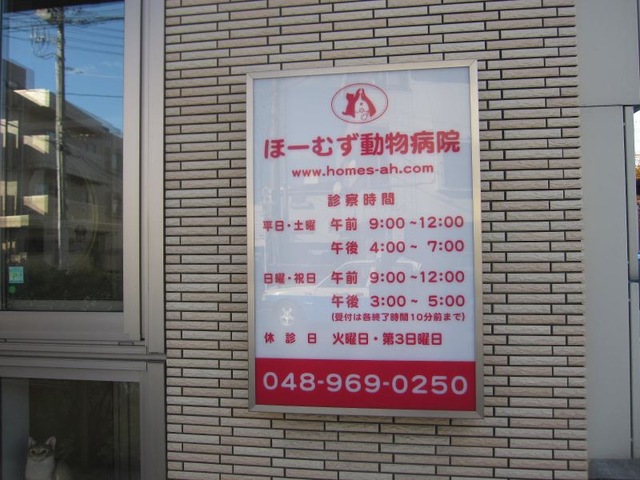 ほーむず動物病院
www.homes-ah.com
診察時間
平日・土曜 午前 9:00~12:00
午後 4:00~ 7:00
日曜・祝日 午前 9:00~12:00
午後 3:00~ 5:00
(受付は各終了時間10分前まで)
休診日 火曜日・第3日曜日
048-969-0250